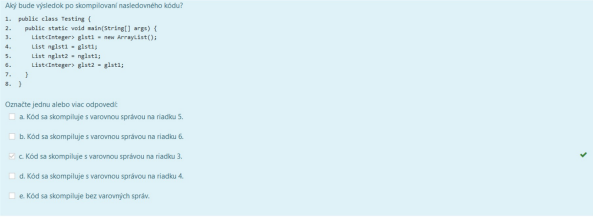 Aký bude výsledok po skompilovaní nasledovného kódu?
1. public class Testing {
2. public static void main(String[] args) {
3. List<Integer> glst1 = new ArrayList();
4. List nglst1 = glst1;
5. List nglst2 = nglst1;
6. List<Integer> glst2 = glst1;
7. }
8. }
Označte jednu alebo viac odpovedí:
a. Kód sa skompiluje s varovnou správou na riadku 5.
b. Kód sa skompiluje s varovnou správou na riadku 6.
c. Kód sa skompiluje s varovnou správou na riadku 3.
d. Kód sa skompiluje s varovnou správou na riadku 4.
e. Kód sa skompiluje bez varovných správ.